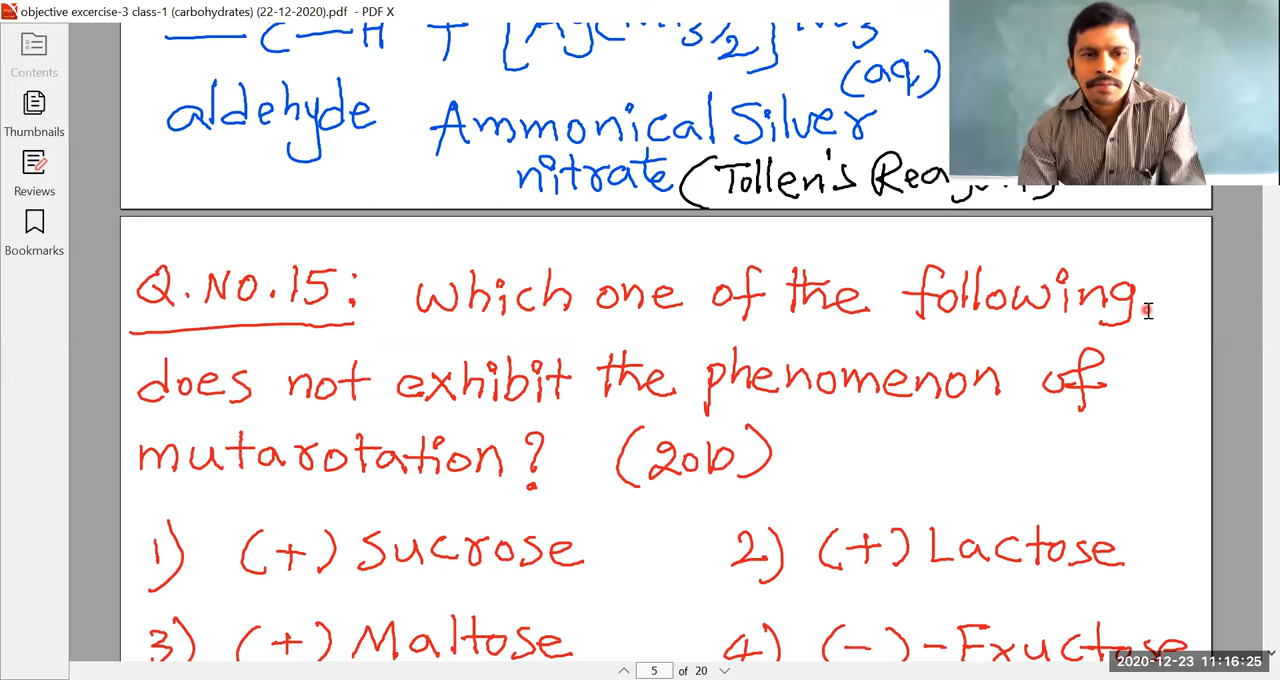 objective excercise-3 class-1 (carbohydrates) (22-12-2020).pdf - PDF X
Contents
Thumbnails
Reviews
Bookmarks
— C — H +
(aq)
aldehyde Ammonical Silver
nitrate (Tollen's
Q.NO.15: Which one of the following
does not exhibit the phenomenon of
mutarotation? (2010)
1) (+) Sucrose 2) (+) Lactose
3) (+) Maltose 4) (-)-Fructose
5 of 20
2020-12-23 11:16:25